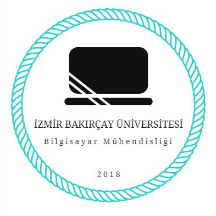 İZMİR BAKIRÇAY ÜNİVERSİTESİ
Bilgisayar Mühendisliği
2018